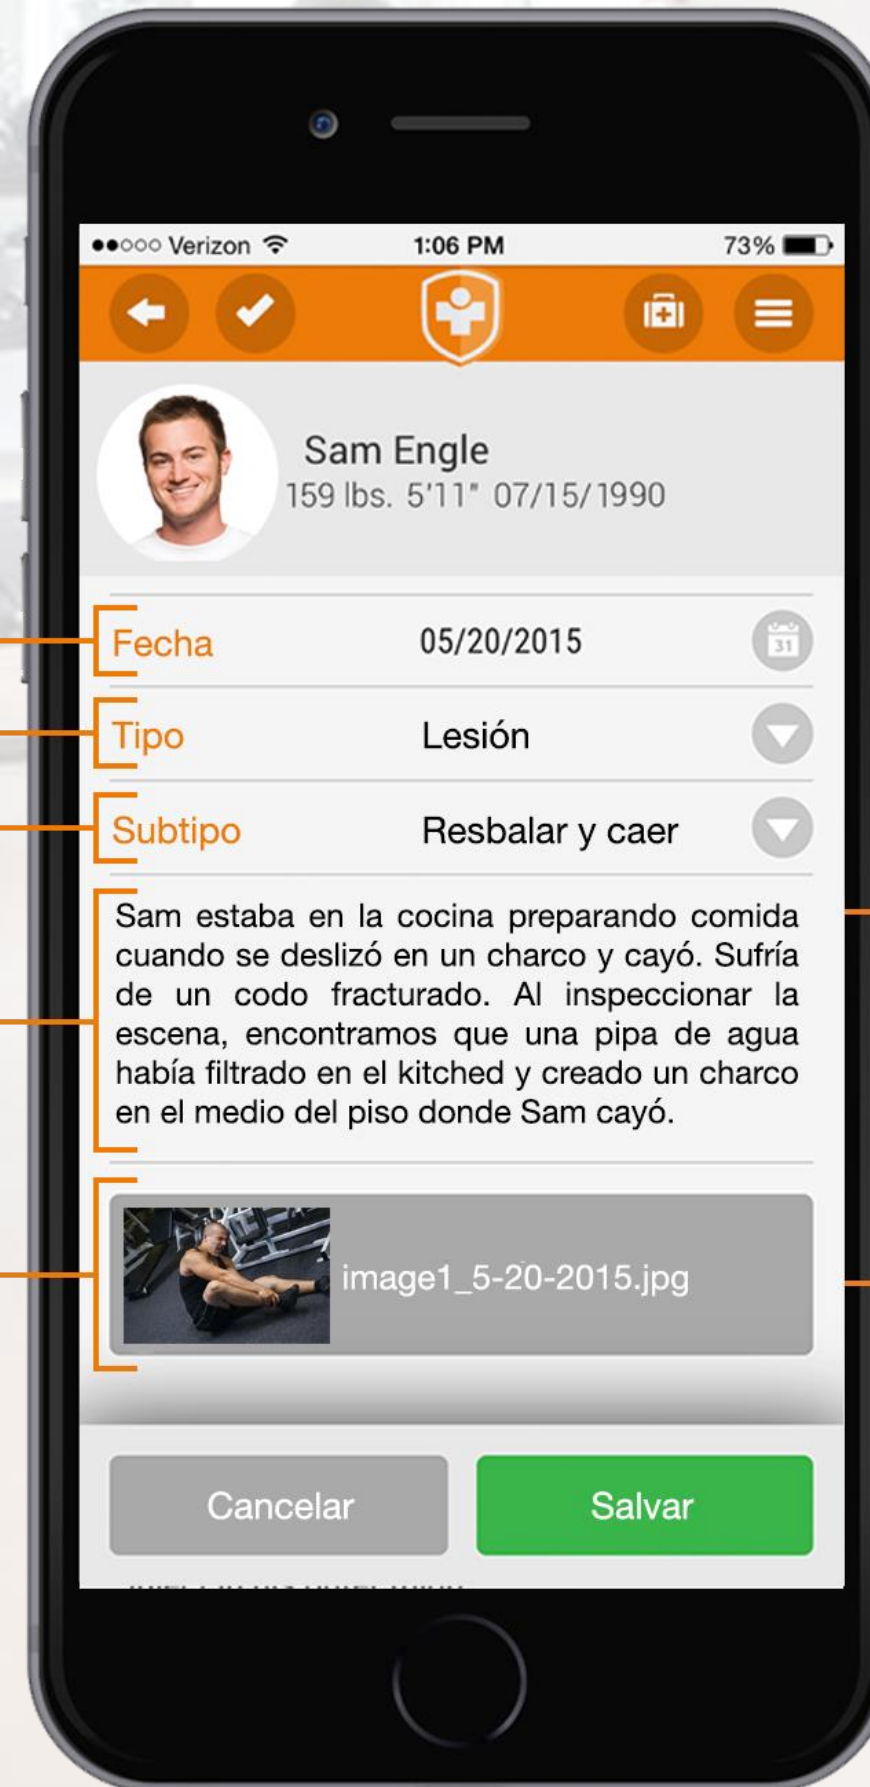 Verizon 1:06 PM 73%
Sam Engle
159 lbs. 5'11" 07/15/1990
Fecha 05/20/2015
31
Tipo Lesión
Subtipo Resbalar y caer
Sam estaba en la cocina preparando comida
cuando se deslizó en un charco y cayó. Sufría
de un codo fracturado. Al inspeccionar la
escena, encontramos que una pipa de agua
había filtrado en el kitched y creado un charco
en el medio del piso donde Sam cayó.
image1_5-20-2015.jpg
Cancelar Salvar